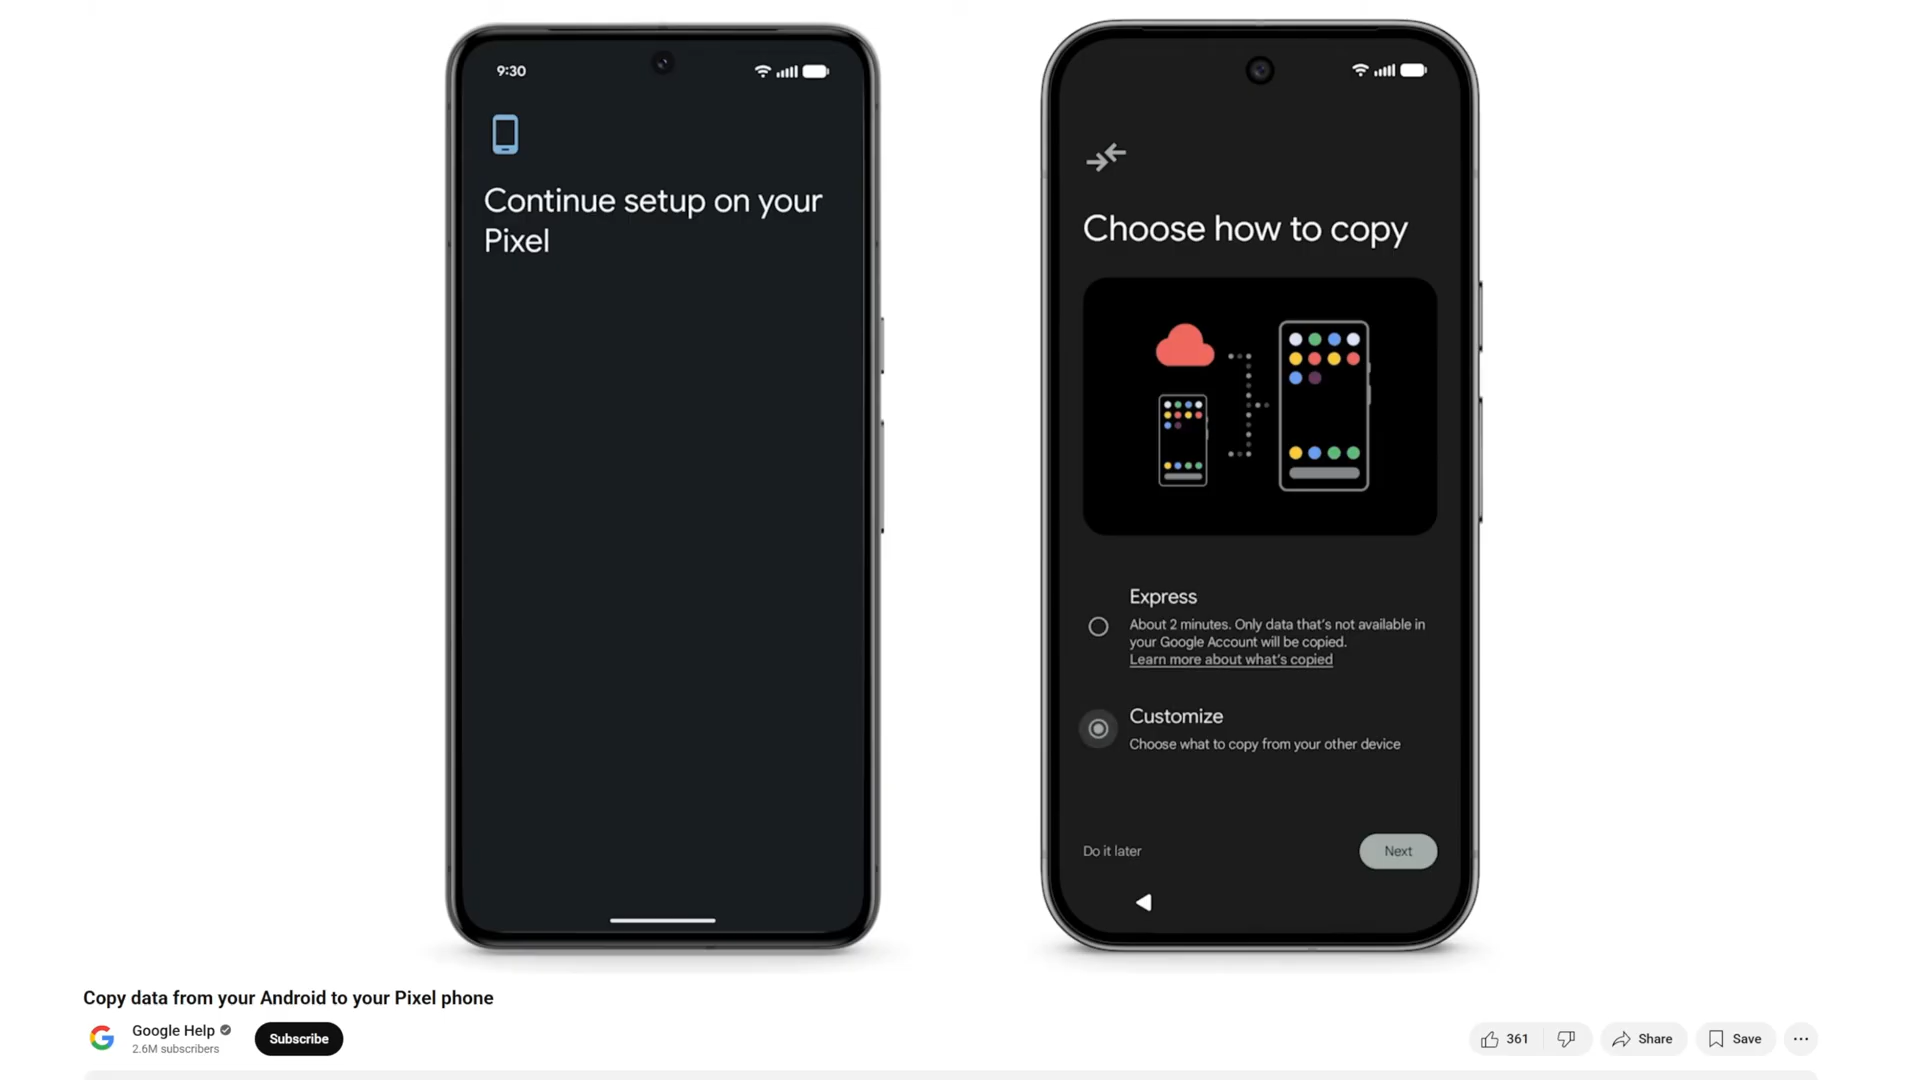 9:30
Continue setup on your
Pixel
Choose how to copy
Express
About 2 minutes. Only data that's not available in
your Google Account will be copied.
Learn more about what's copied
Customize
Choose what to copy from your other device
Do it later
Next
Copy data from your Android to your Pixel phone
Google Help
2.6M subscribers
Subscribe
361
Share
Save